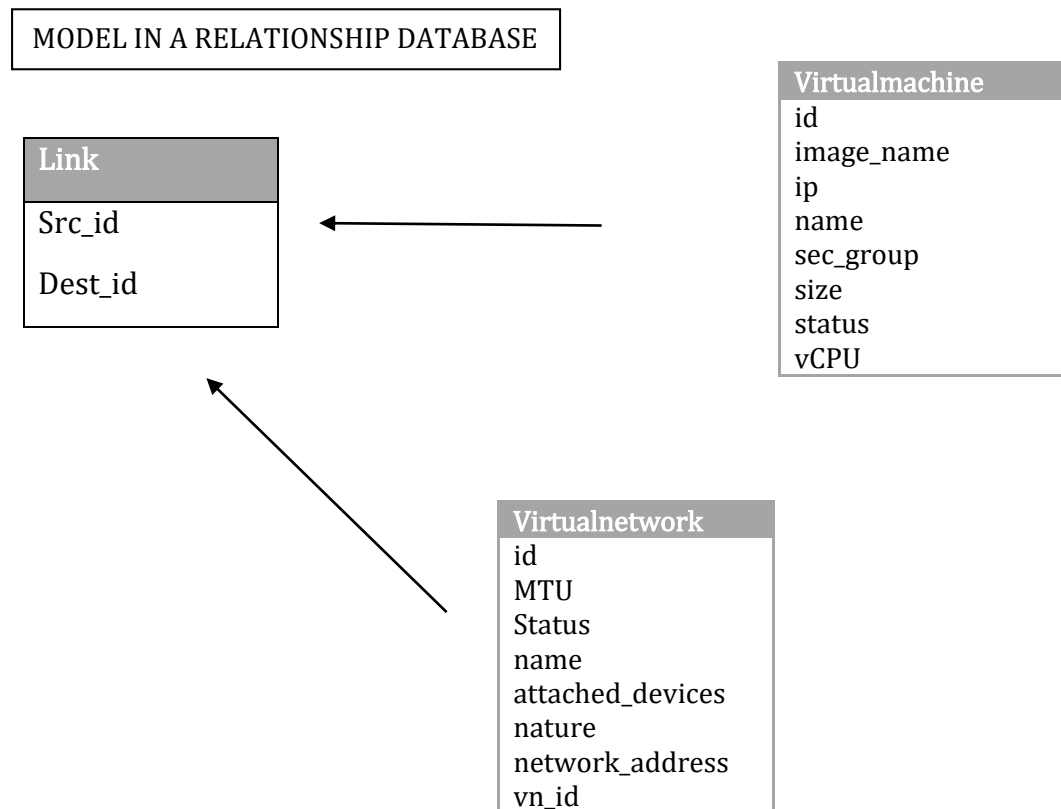 MODEL IN A RELATIONSHIP DATABASE
Link
Src_id
Dest_id
Virtualmachine
id
image_name
ip
name
sec_group
size
status
vCPU
Virtualnetwork
id
MTU
Status
name
attached_devices
nature
network_address
vn_id